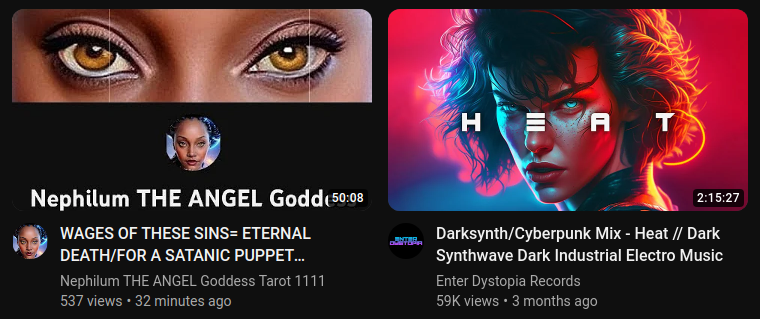 Nephilum THE ANGEL Godde
50:08
WAGES OF THESE SINS= ETERNAL
DEATH/FOR A SATANIC PUPPET...
Nephilum THE ANGEL Goddess Tarot 1111
537 views • 32 minutes ago
H E A T
2:15:27
ENTER
DYSTOPIA
Darksynth/Cyberpunk Mix - Heat // Dark
Synthwave Dark Industrial Electro Music
Enter Dystopia Records
59K views • 3 months ago